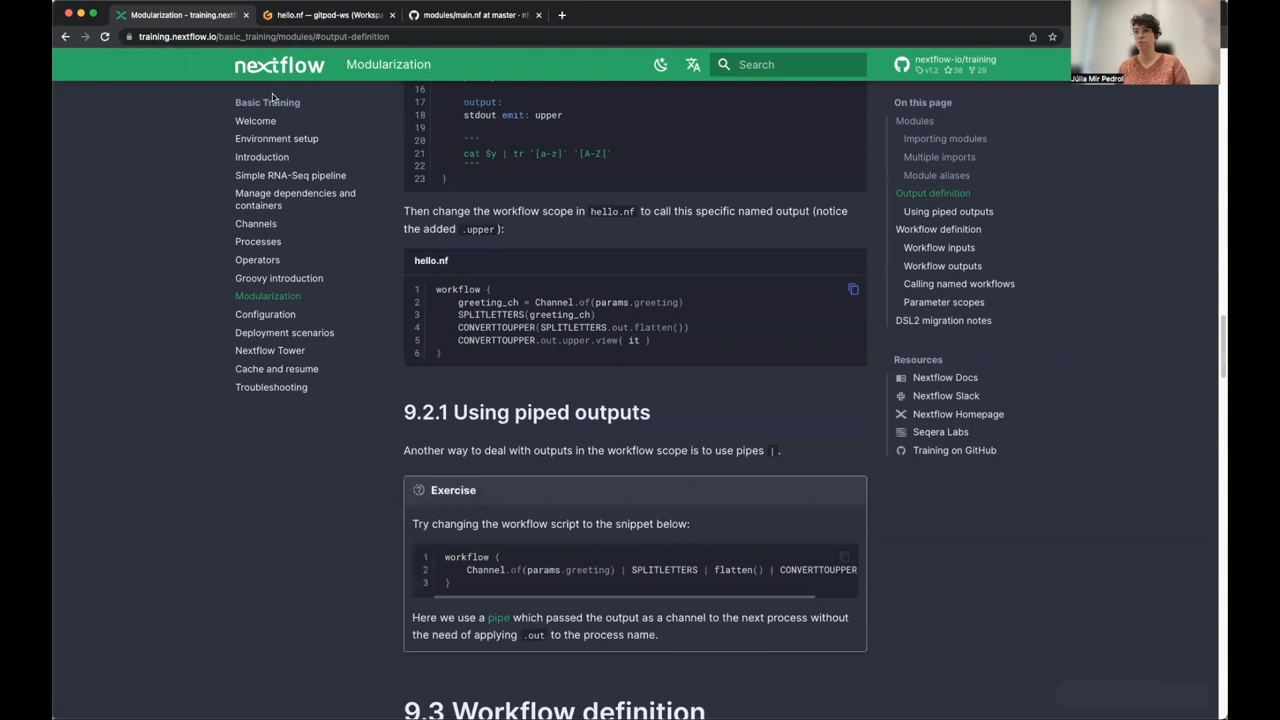 Modularization - training.nextf
hello.nf — gitpod-ws (Workspa
modules/main.nf at master · nf
training.nextflow.io/basic_training/modules/#output-definition
nextflow
Modularization
Search
nextflow-io/training
v1.2 38 29
Júlia Mir Pedrol
Basic Training
Welcome
Environment setup
Introduction
Simple RNA-Seq pipeline
Manage dependencies and
containers
Channels
Processes
Operators
Groovy introduction
Modularization
Configuration
Deployment scenarios
Nextflow Tower
Cache and resume
Troubleshooting
16
17 output:
18 stdout emit: upper
19
20 """
21 cat $y | tr '[a-z]' '[A-Z]'
22 """
23 }
Then change the workflow scope in hello.nf to call this specific named output (notice
the added .upper ):
hello.nf
1 workflow {
2 greeting_ch = Channel.of(params.greeting)
3 SPLITLETTERS(greeting_ch)
4 CONVERTTOUPPER(SPLITLETTERS.out.flatten())
5 CONVERTTOUPPER.out.upper.view{ it }
6 }
9.2.1 Using piped outputs
Another way to deal with outputs in the workflow scope is to use pipes | .
Exercise
Try changing the workflow script to the snippet below:
1 workflow {
2 Channel.of(params.greeting) | SPLITLETTERS | flatten() | CONVERTTOUPPER
3 }
Here we use a pipe which passed the output as a channel to the next process without
the need of applying .out to the process name.
9.3 Workflow definition
On this page
Modules
Importing modules
Multiple imports
Module aliases
Output definition
Using piped outputs
Workflow definition
Workflow inputs
Workflow outputs
Calling named workflows
Parameter scopes
DSL2 migration notes
Resources
Nextflow Docs
Nextflow Slack
Nextflow Homepage
Seqera Labs
Training on GitHub